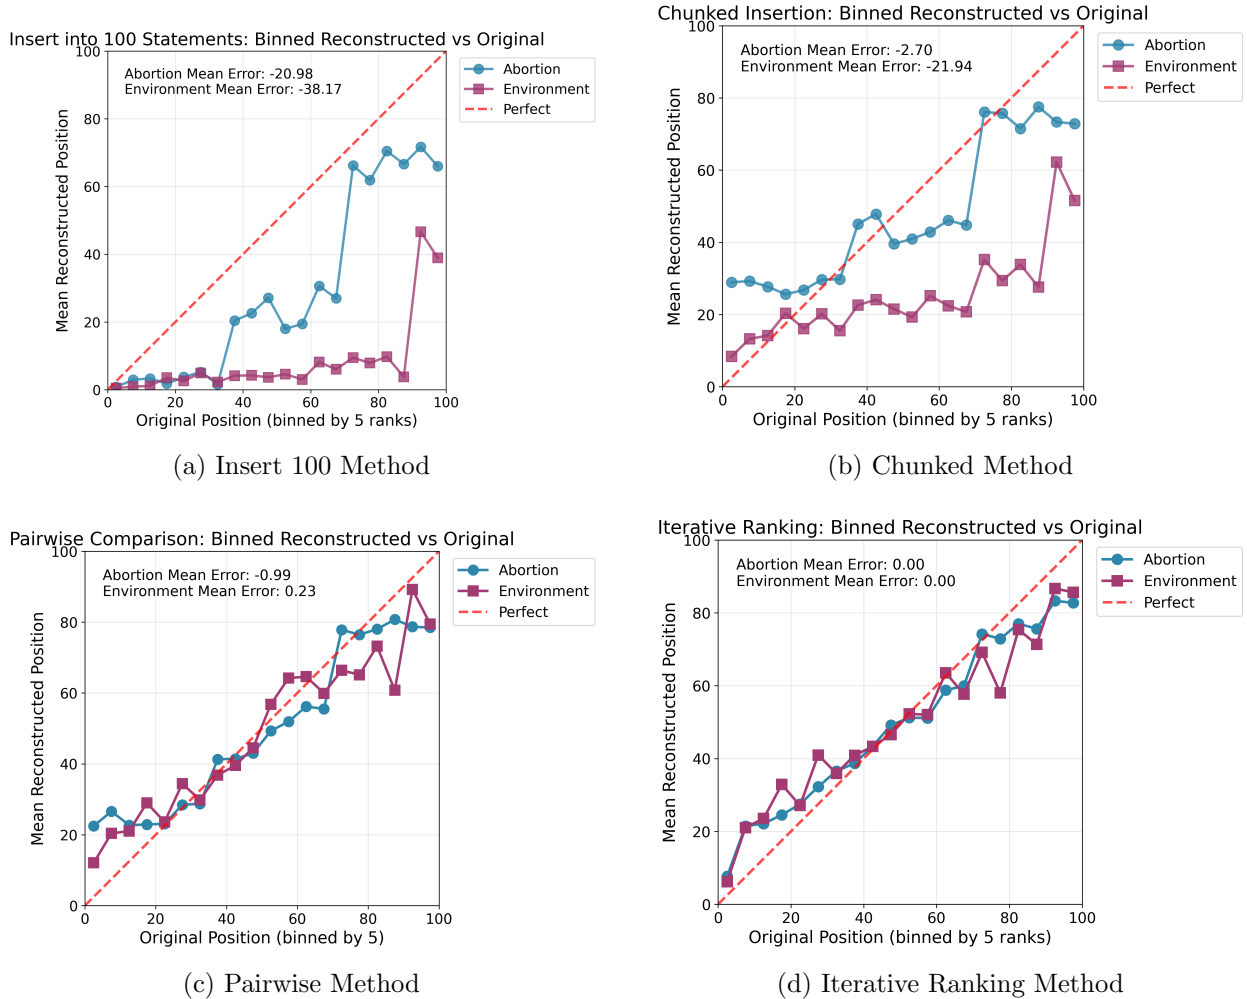 Insert into 100 Statements: Binned Reconstructed vs Original
Abortion Mean Error: -20.98
Environment Mean Error: -38.17
Abortion
Environment
Perfect
Mean Reconstructed Position
100
80
60
40
20
0
0 20 40 60 80 100
Original Position (binned by 5 ranks)
(a) Insert 100 Method
Chunked Insertion: Binned Reconstructed vs Original
Abortion Mean Error: -2.70
Environment Mean Error: -21.94
Abortion
Environment
Perfect
Mean Reconstructed Position
100
80
60
40
20
0
0 20 40 60 80 100
Original Position (binned by 5 ranks)
(b) Chunked Method
Pairwise Comparison: Binned Reconstructed vs Original
Abortion Mean Error: -0.99
Environment Mean Error: 0.23
Abortion
Environment
Perfect
Mean Reconstructed Position
100
80
60
40
20
0
0 20 40 60 80 100
Original Position (binned by 5)
(c) Pairwise Method
Iterative Ranking: Binned Reconstructed vs Original
Abortion Mean Error: 0.00
Environment Mean Error: 0.00
Abortion
Environment
Perfect
Mean Reconstructed Position
100
80
60
40
20
0
0 20 40 60 80 100
Original Position (binned by 5 ranks)
(d) Iterative Ranking Method